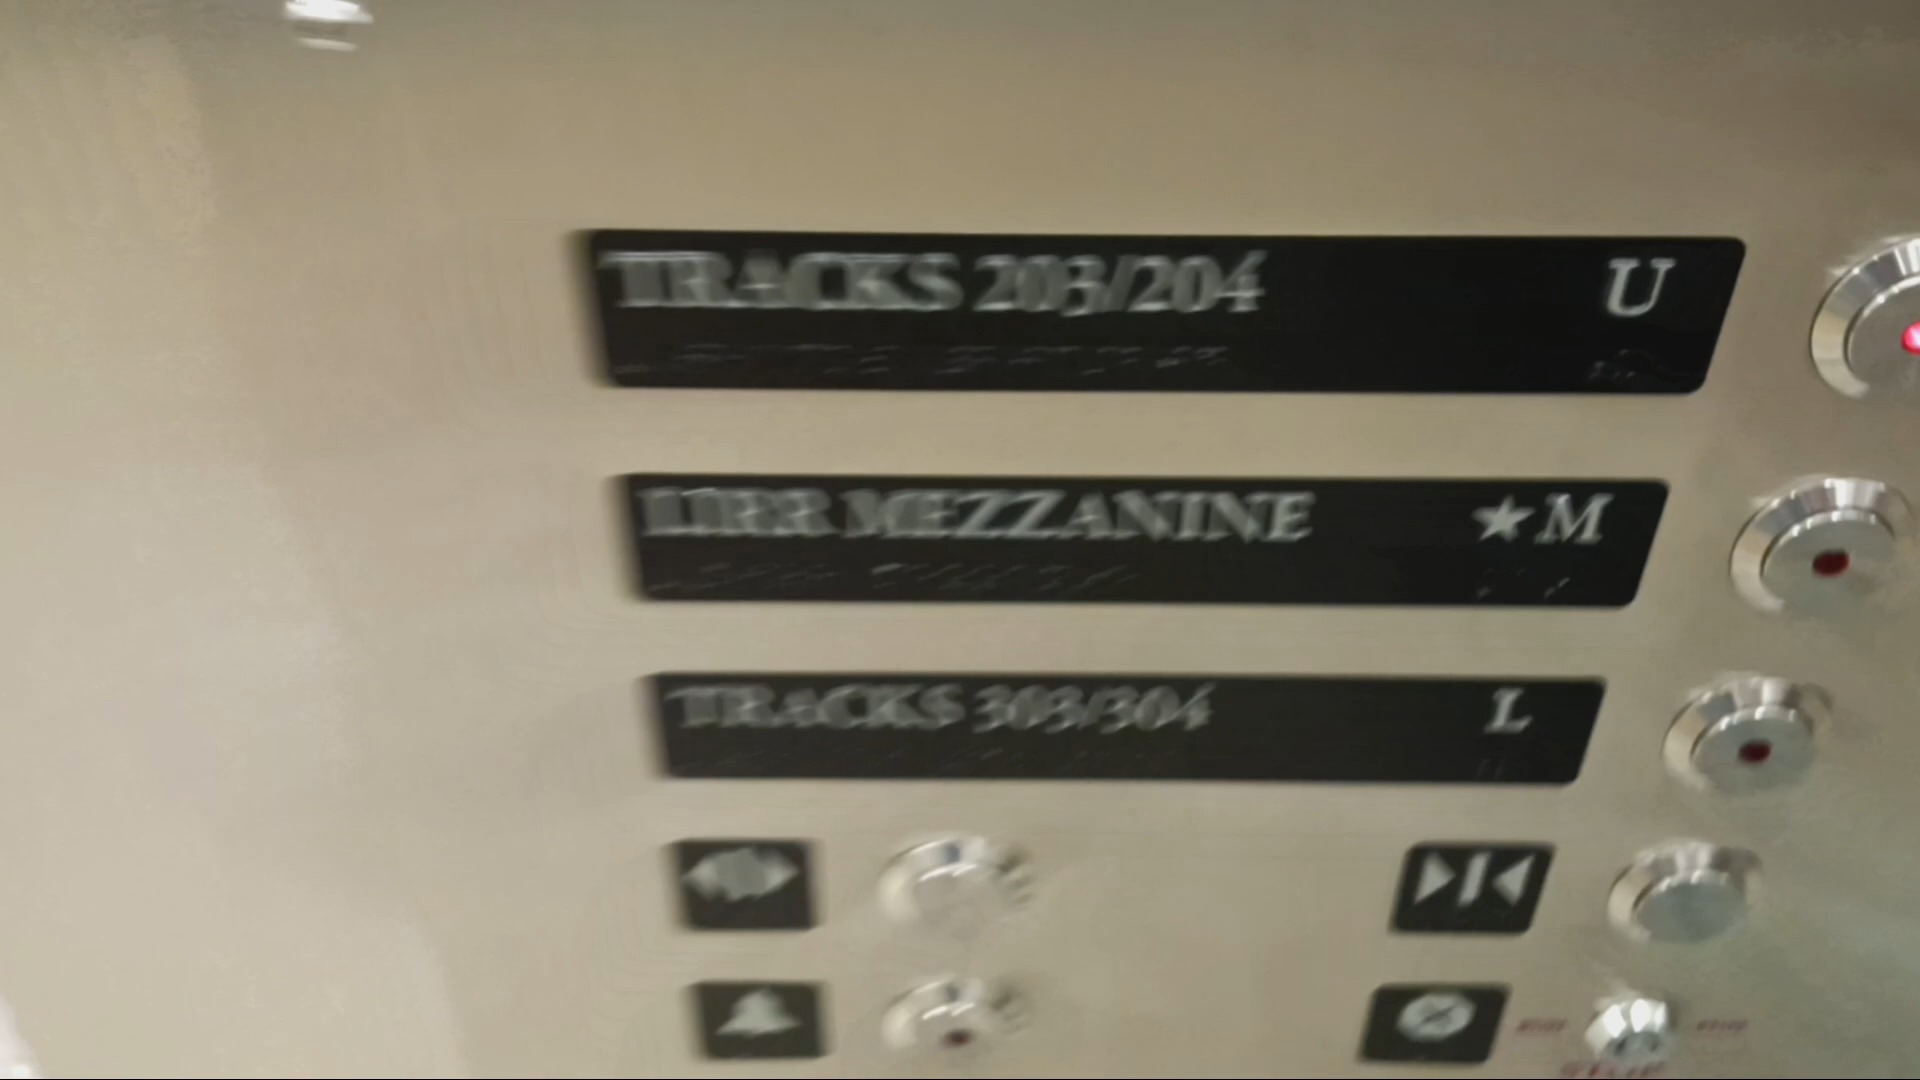 TRACKS 203/204 U
LIRR MEZZANINE ★M
TRACKS 303/304 L